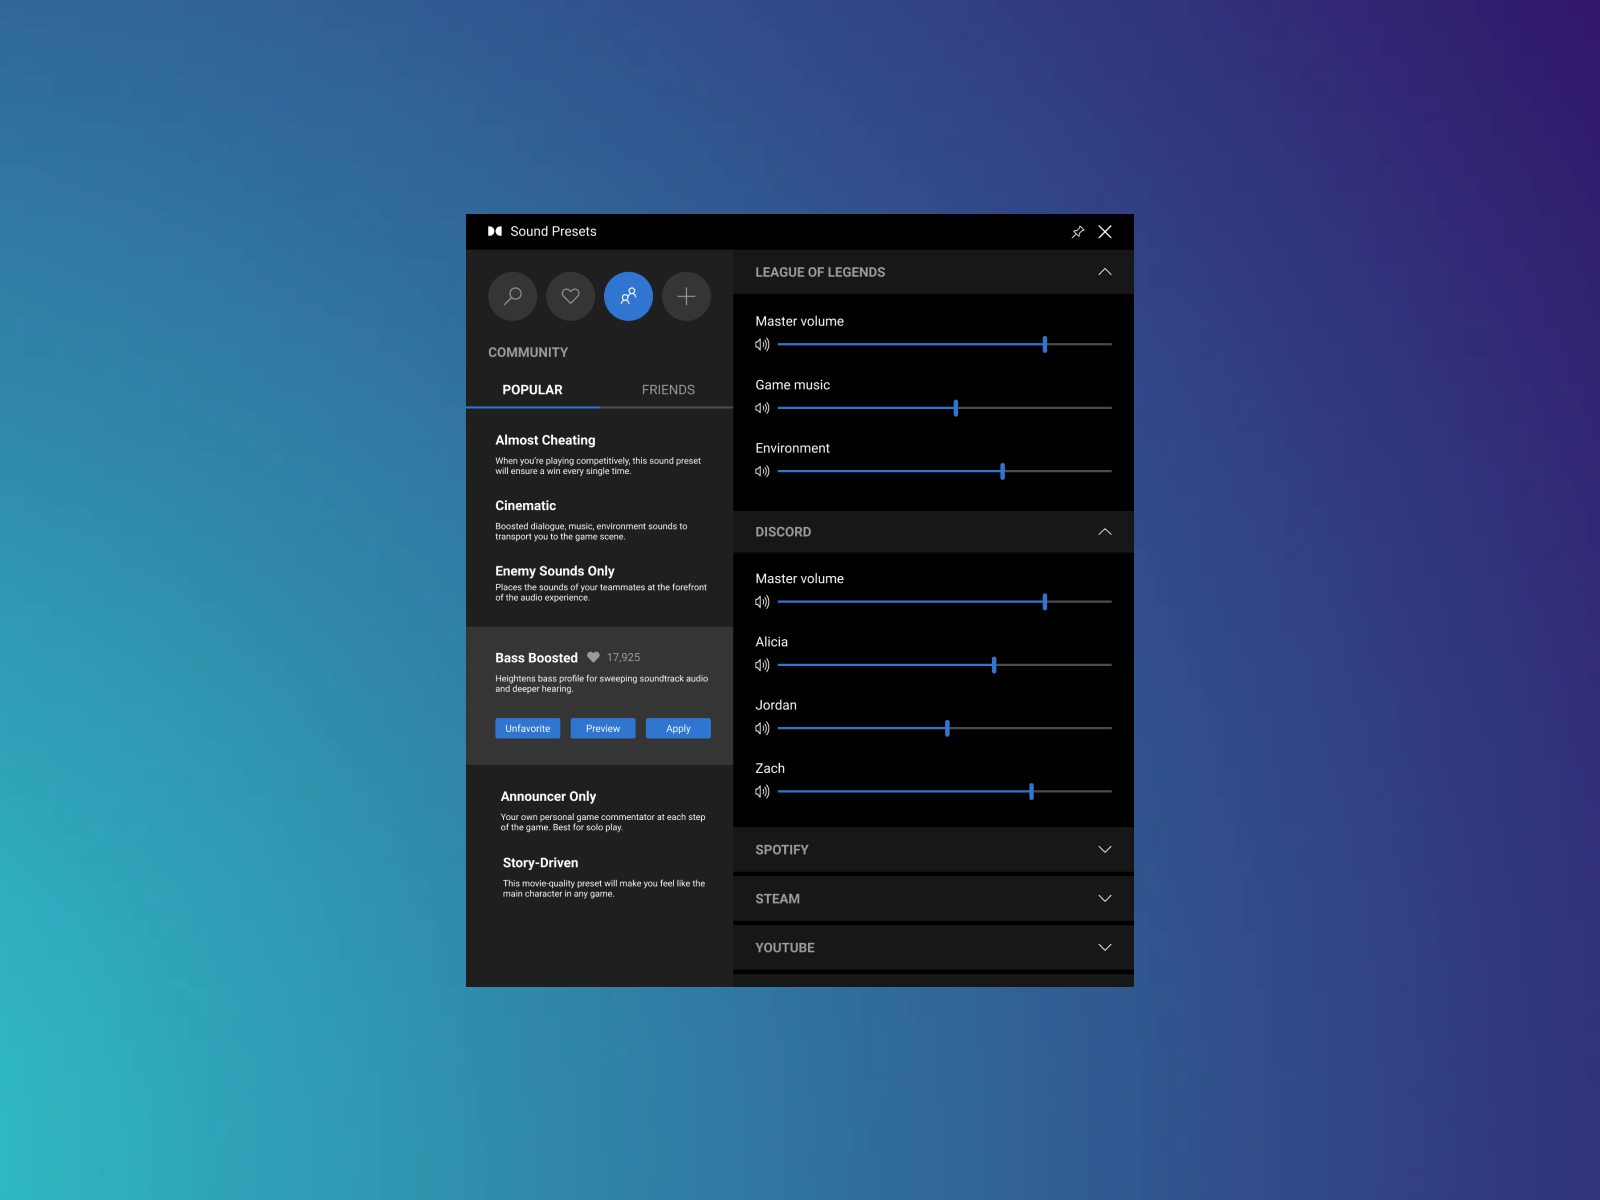 Sound Presets
COMMUNITY
POPULAR
FRIENDS
Almost Cheating
When you're playing competitively, this sound preset
will ensure a win every single time.
Cinematic
Boosted dialogue, music, environment sounds to
transport you to the game scene.
Enemy Sounds Only
Places the sounds of your teammates at the forefront
of the audio experience.
Bass Boosted 17,925
Heightens bass profile for sweeping soundtrack audio
and deeper hearing.
Unfavorite
Preview
Apply
Announcer Only
Your own personal game commentator at each step
of the game. Best for solo play.
Story-Driven
This movie-quality preset will make you feel like the
main character in any game.
LEAGUE OF LEGENDS
Master volume
Game music
Environment
DISCORD
Master volume
Alicia
Jordan
Zach
SPOTIFY
STEAM
YOUTUBE